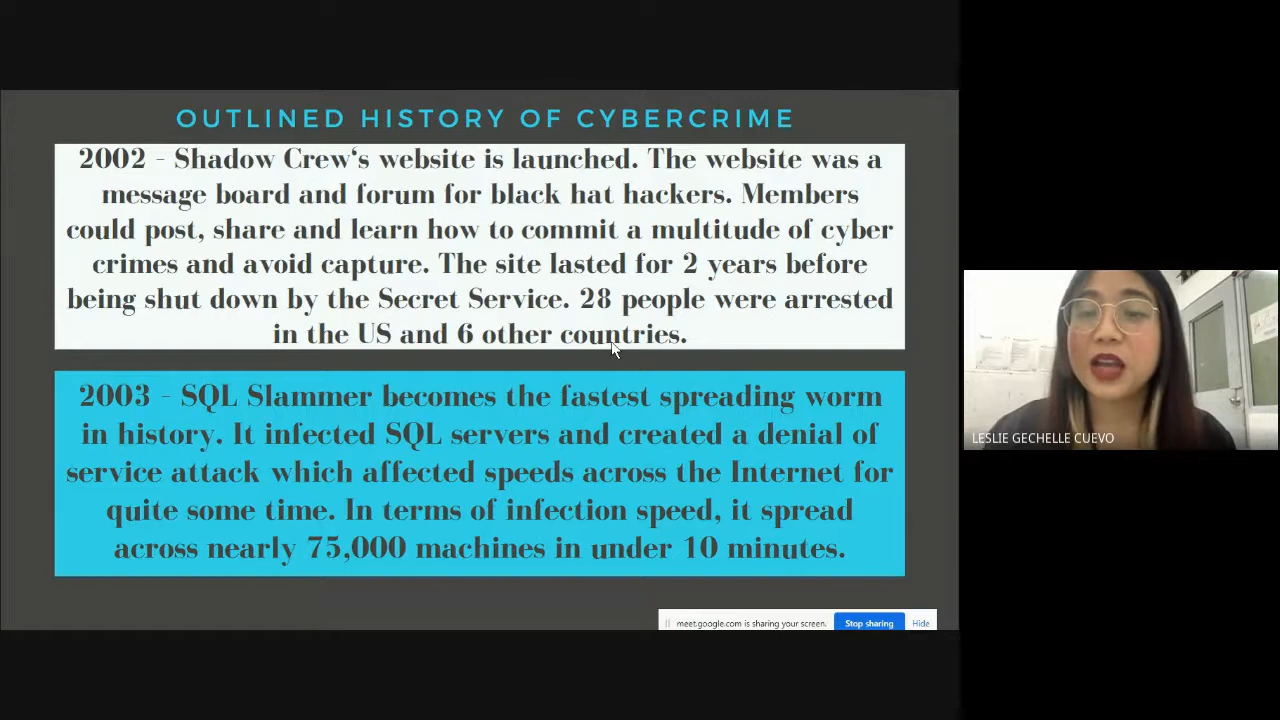 OUTLINED HISTORY OF CYBERCRIME
2002 - Shadow Crew‘s website is launched. The website was a
message board and forum for black hat hackers. Members
could post, share and learn how to commit a multitude of cyber
crimes and avoid capture. The site lasted for 2 years before
being shut down by the Secret Service. 28 people were arrested
in the US and 6 other countries.
2003 - SQL Slammer becomes the fastest spreading worm
in history. It infected SQL servers and created a denial of
service attack which affected speeds across the Internet for
quite some time. In terms of infection speed, it spread
across nearly 75,000 machines in under 10 minutes.
meet.google.com is sharing your screen. Stop sharing Hide
LESLIE GECHELLE CUEVO